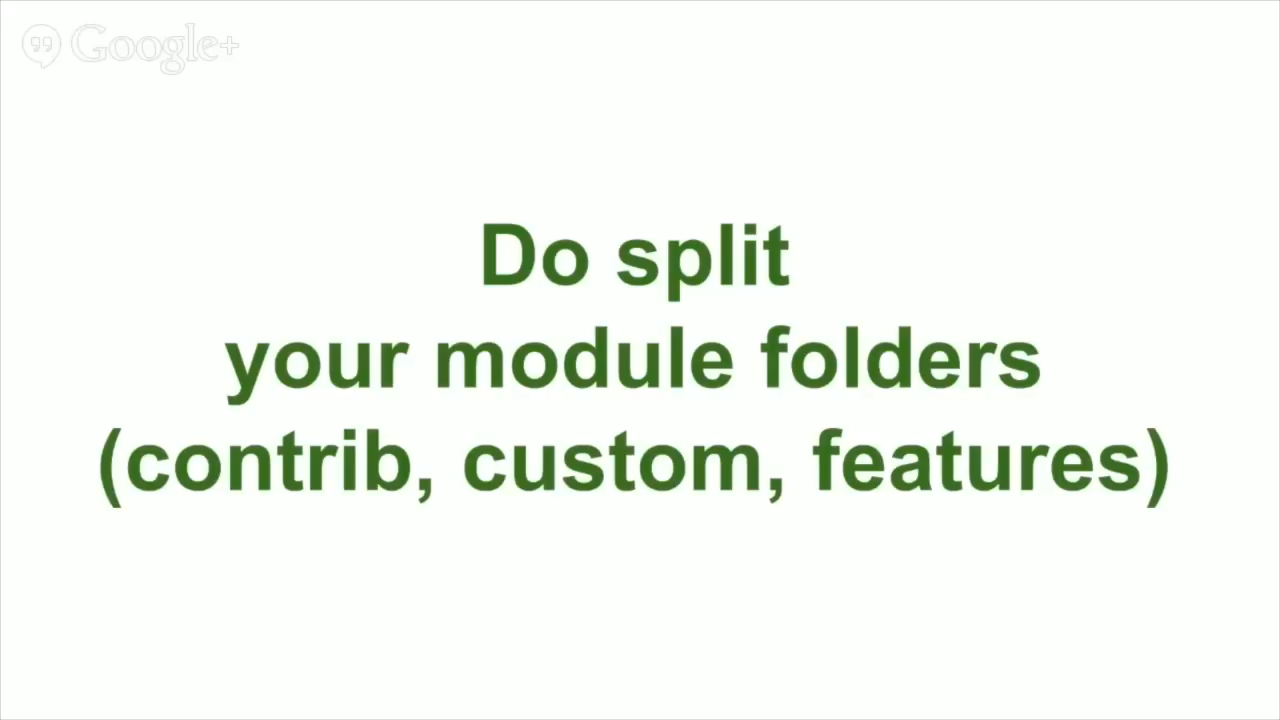 Google+
Do split
your module folders
(contrib, custom, features)